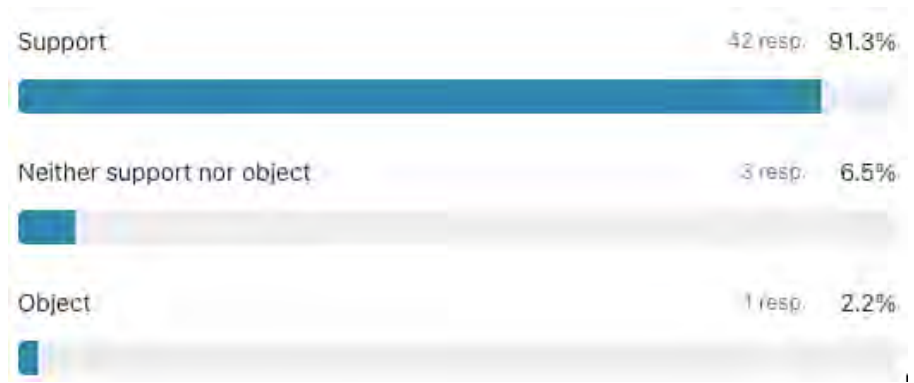 Support 42 resp. 91.3%
Neither support nor object 3 resp. 6.5%
Object 1 resp. 2.2%